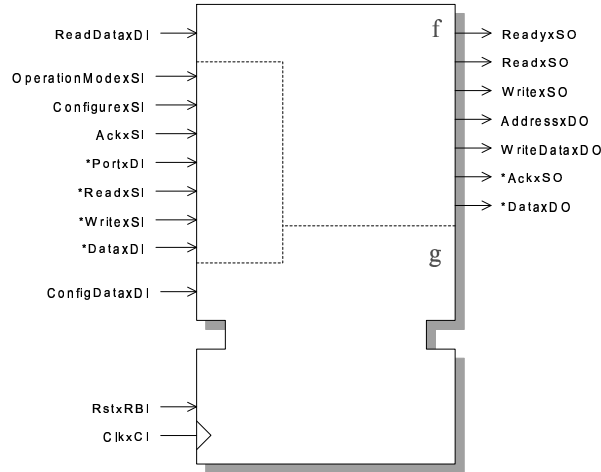 ReadDataxDI
OperationModexSI
ConfigurexSI
AckxSI
*PortxDI
*ReadxSI
*WritexSI
*DataxDI
ConfigDataxDI
RstxRBI
ClkxCI
f
g
ReadyxSO
ReadxSO
WritexSO
AddressxDO
WriteDataxDO
*AckxSO
*DataxDO